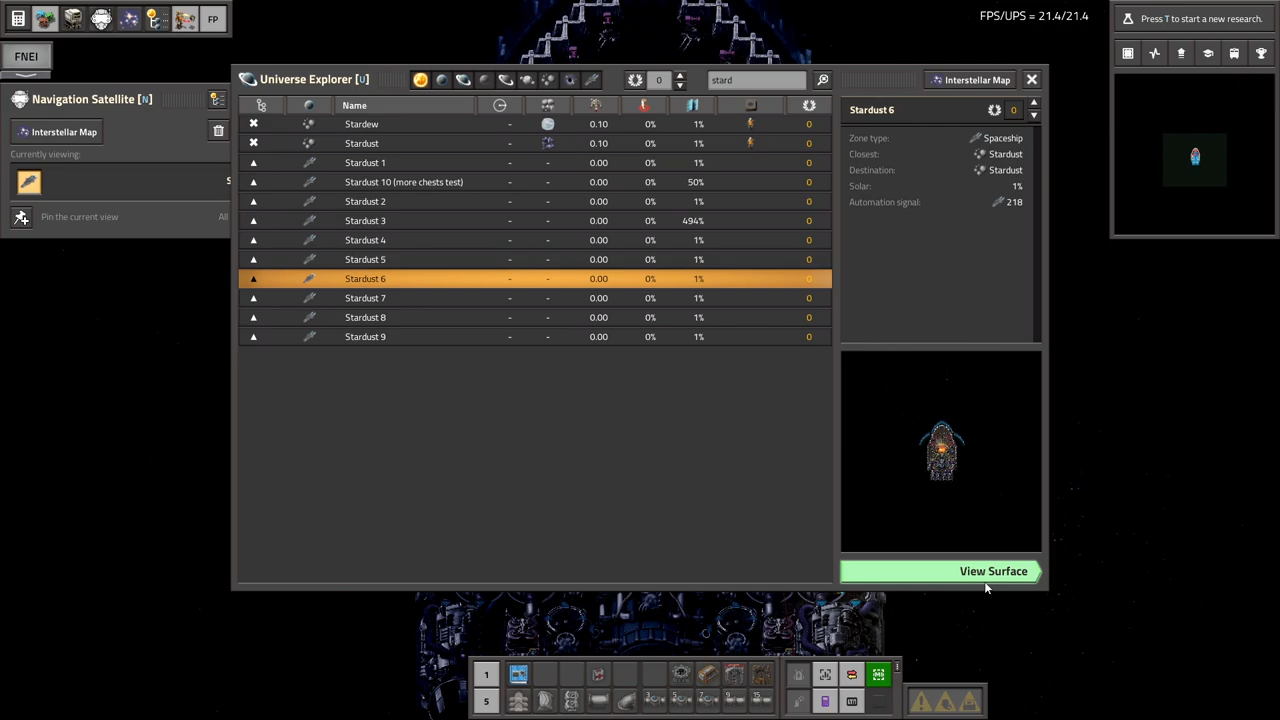 FP
FPS/UPS = 21.4/21.4
Press T to start a new research.
FNEI
Navigation Satellite [N]
Interstellar Map
Currently viewing:
S
Pin the current view All
Universe Explorer [U] 0 stard Interstellar Map
Name
Stardew - 0.10 0% 1% 0
Stardust - 0.10 0% 1% 0
Stardust 1 - - 0.00 0% 1% 0
Stardust 10 (more chests test) - - 0.00 0% 50% 0
Stardust 2 - - 0.00 0% 1% 0
Stardust 3 - - 0.00 0% 494% 0
Stardust 4 - - 0.00 0% 1% 0
Stardust 5 - - 0.00 0% 1% 0
Stardust 6 - - 0.00 0% 1% 0
Stardust 7 - - 0.00 0% 1% 0
Stardust 8 - - 0.00 0% 1% 0
Stardust 9 - - 0.00 0% 1% 0
Stardust 6 0
Zone type: Spaceship
Closest: Stardust
Destination: Stardust
Solar: 1%
Automation signal: 218
View Surface
1
5 3 5 7 9 15